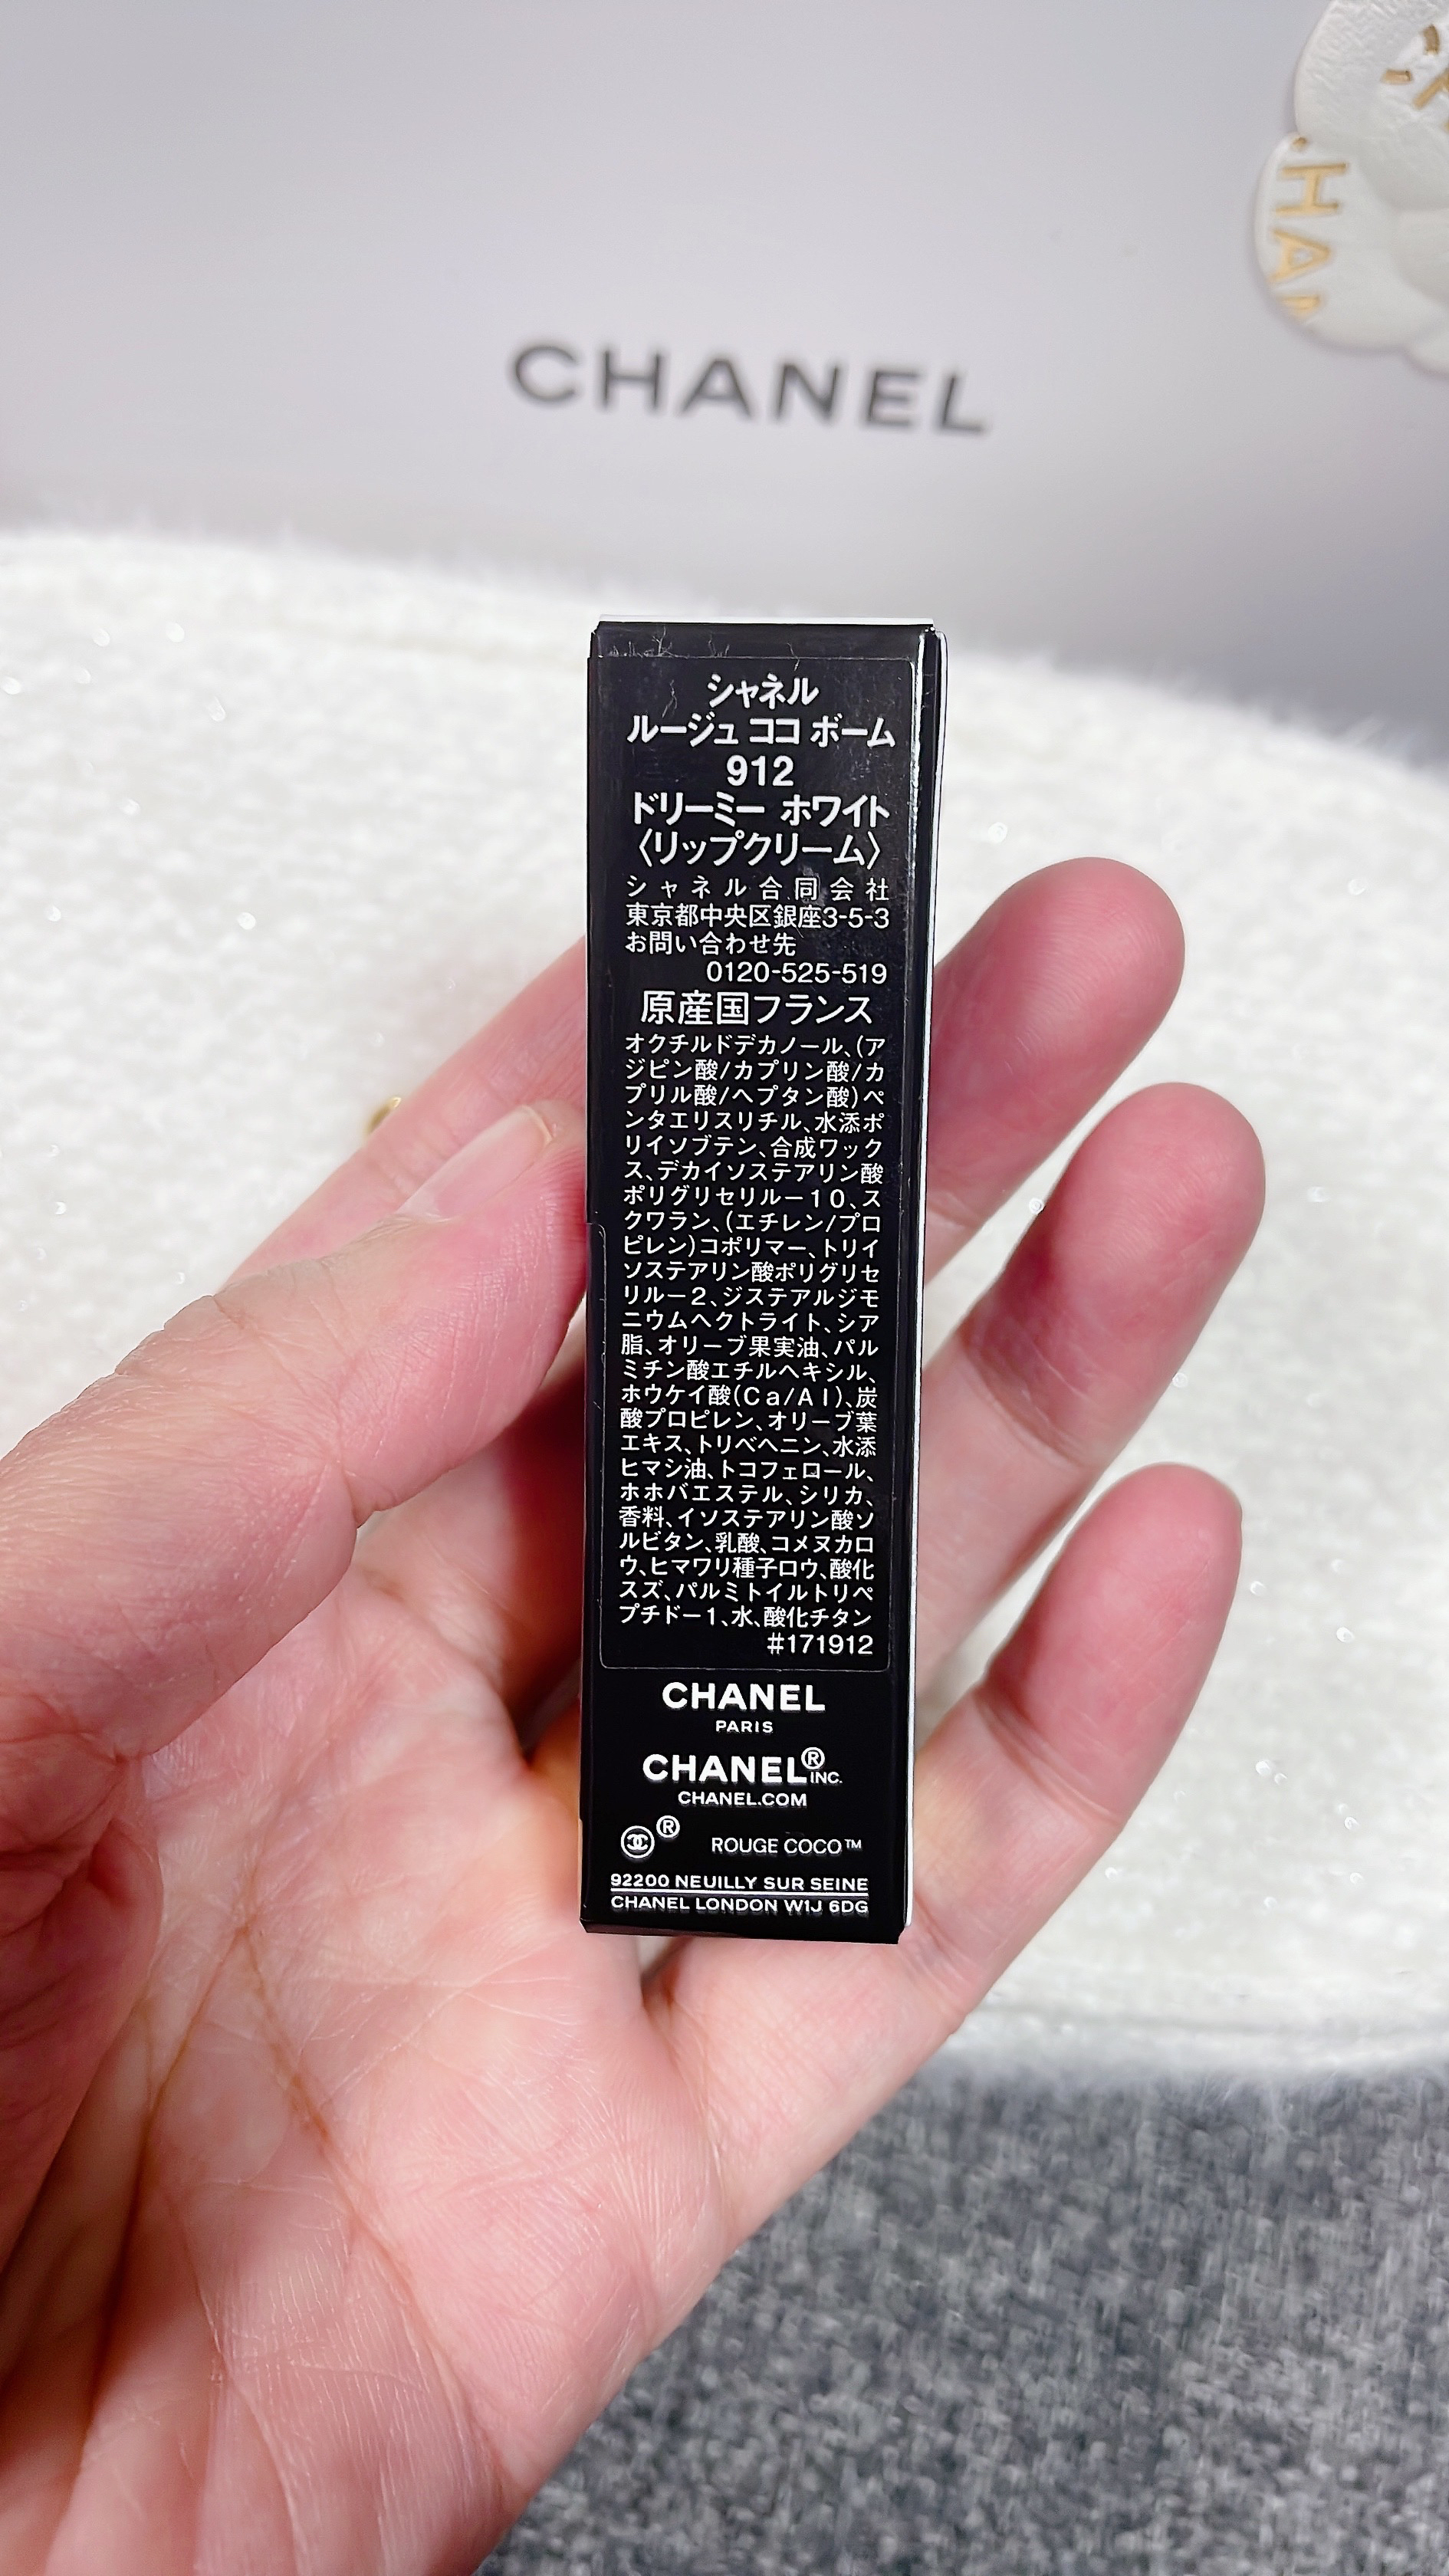 CHANEL
シャネル
ルージュ ココ ボーム
912
ドリーミー ホワイト
〈リップクリーム〉
シャネル合同会社
東京都中央区銀座3-5-3
お問い合わせ先
0120-525-519
原産国フランス
オクチルドデカノール、(ア
ジピン酸/カプリン酸/カ
プリル酸/ヘプタン酸)ペ
ンタエリスリチル、水添ポ
リイソブテン、合成ワック
ス、デカイソステアリン酸
ポリグリセリル－１０、ス
クワラン、(エチレン/プロ
ピレン)コポリマー、トリイ
ソステアリン酸ポリグリセ
リル－２、ジステアルジモ
ニウムヘクトライト、シア
脂、オリーブ果実油、パル
ミチン酸エチルヘキシル、
ホウケイ酸(Ｃａ/Ａｌ)、炭
酸プロピレン、オリーブ葉
エキス、トリベヘニン、水添
ヒマシ油、トコフェロール、
ホホバエステル、シリカ、
香料、イソステアリン酸ソ
ルビタン、乳酸、コメヌカロ
ウ、ヒマワリ種子ロウ、酸化
スズ、パルミトイルトリペ
プチド－１、水、酸化チタン
#171912
CHANEL
PARIS
CHANEL® INC.
CHANEL.COM
® ROUGE COCO™
92200 NEUILLY SUR SEINE
CHANEL LONDON W1J 6DG